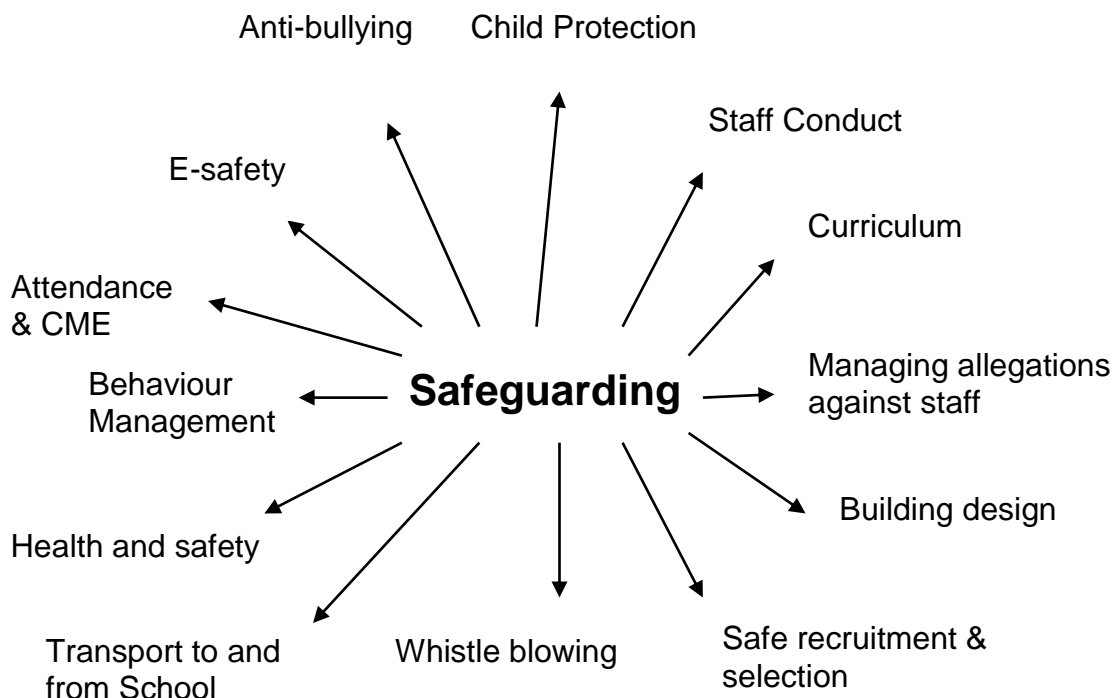 Anti-bullying
Child Protection
Staff Conduct
E-safety
Curriculum
Attendance
& CME
Managing allegations
against staff
Behaviour
Management
Safeguarding
Building design
Health and safety
Transport to and
from School
Whistle blowing
Safe recruitment &
selection